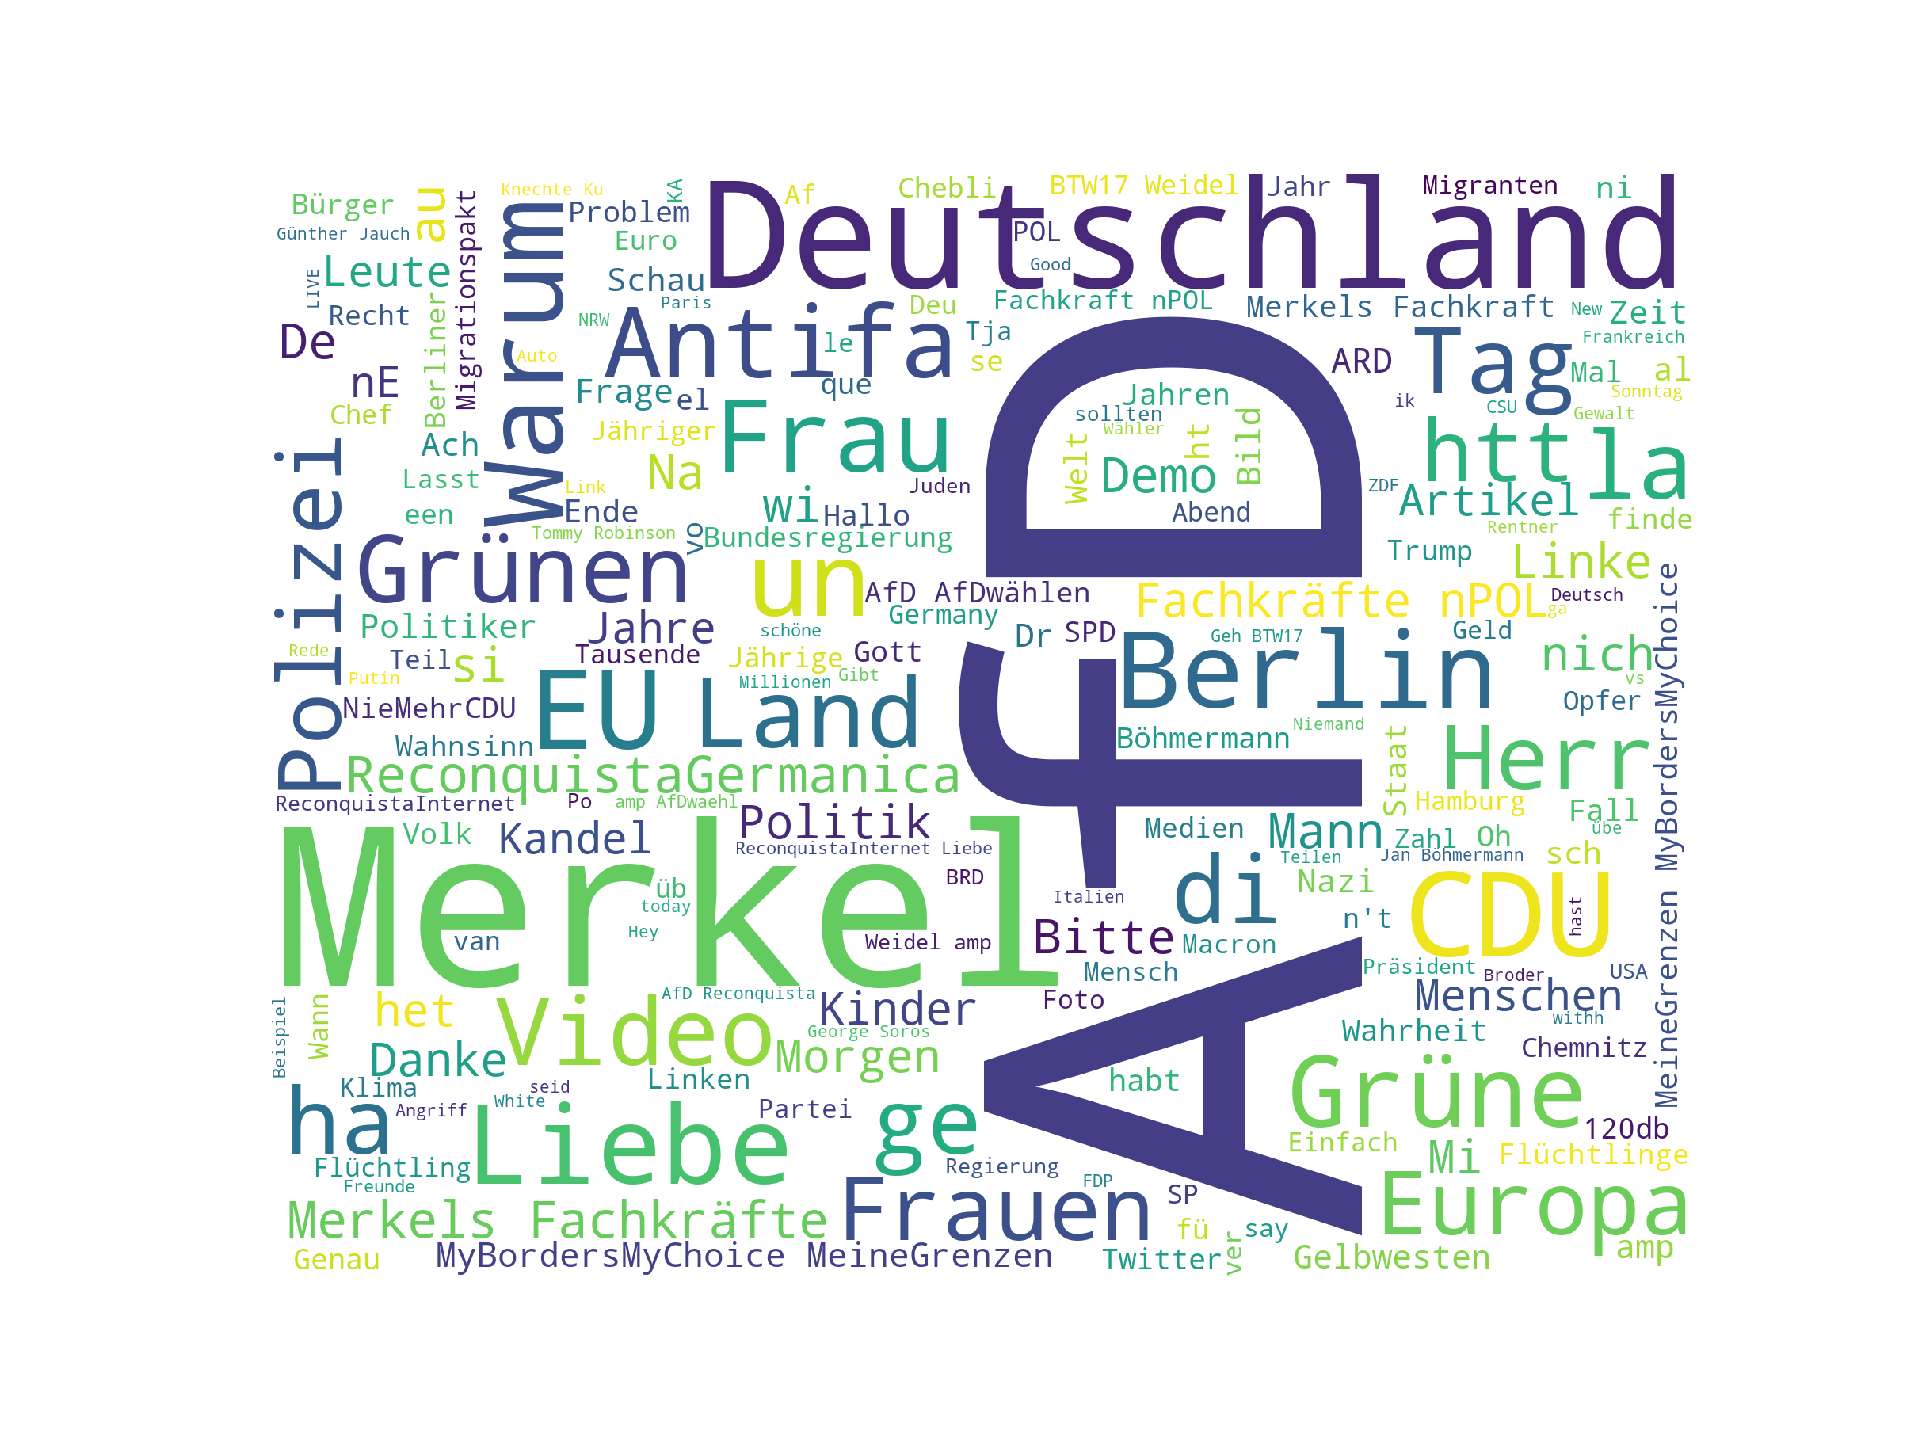 Bürger
au
Knechte Ku
KA
Af
Chebli
BTW17 Weidel
Jahr
Migranten
ni
Günther Jauch
Migrationspakt
Warum
Problem
Deutschland
Euro
POL
Leute
LIVE
Schau
Good
Recht
Berliner
Paris
Deu
Fachkraft nPOL
Merkels Fachkraft
New
Zeit
De
NRW
Antifa
Tja
Frankreich
Auto
le
se
ARD
Tag
Mal
al
nE
Frage
el
que
Jahren
ik
CSU
Sonntag
Chef
sollten
Gewalt
Polizei
Ach
Jähriger
Frau
Wähler
ht
Bild
Welt
Demo
htt
la
Lasst
Na
Link
Juden
ZDF
Artikel
een
Ende
wi
Hallo
Abend
Rentner
finde
Tommy Robinson
vo
Bundesregierung
Trump
Linke
Grünen
un
AfD AfDwählen
Fachkräfte nPOL
Deutsch
ga
Germany
Politiker
Jahre
schöne
Dr
SPD
Geh BTW17
Geld
Rede
Teil
si
Tausende
Jährige
Gott
Berlin
nich
MeineGrenzen MyBordersMyChoice
Putin
Millionen
Gibt
vs
NieMehrCDU
EU
Land
AfD
Opfer
Wahnsinn
Böhmermann
Niemand
Staat
Herr
ReconquistaGermanica
ReconquistaInternet
Po
amp AfDwaehl
Hamburg
Fall
Volk
Kandel
Politik
Medien
Mann
Zahl
Oh
übe
Merkel
ReconquistaInternet Liebe
Teilen
Jan Böhmermann
sch
üb
BRD
di
Nazi
CDU
today
Italien
hast
van
Hey
Weidel amp
Bitte
Macron
n't
Mensch
Präsident
Broder
USA
Beispiel
Wann
het
AfD Reconquista
Kinder
Foto
Menschen
Video
George Soros
Wahrheit
withh
Danke
Morgen
Chemnitz
Klima
seid
Linken
habt
Grüne
ha
Angriff
White
Partei
ge
Liebe
120db
Einfach
Mi
Flüchtlinge
Flüchtling
Regierung
Freunde
FDP
SP
Merkels Fachkräfte
Frauen
Europa
fü
ver
say
Genau
MyBordersMyChoice MeineGrenzen
Twitter
Gelbwesten
amp